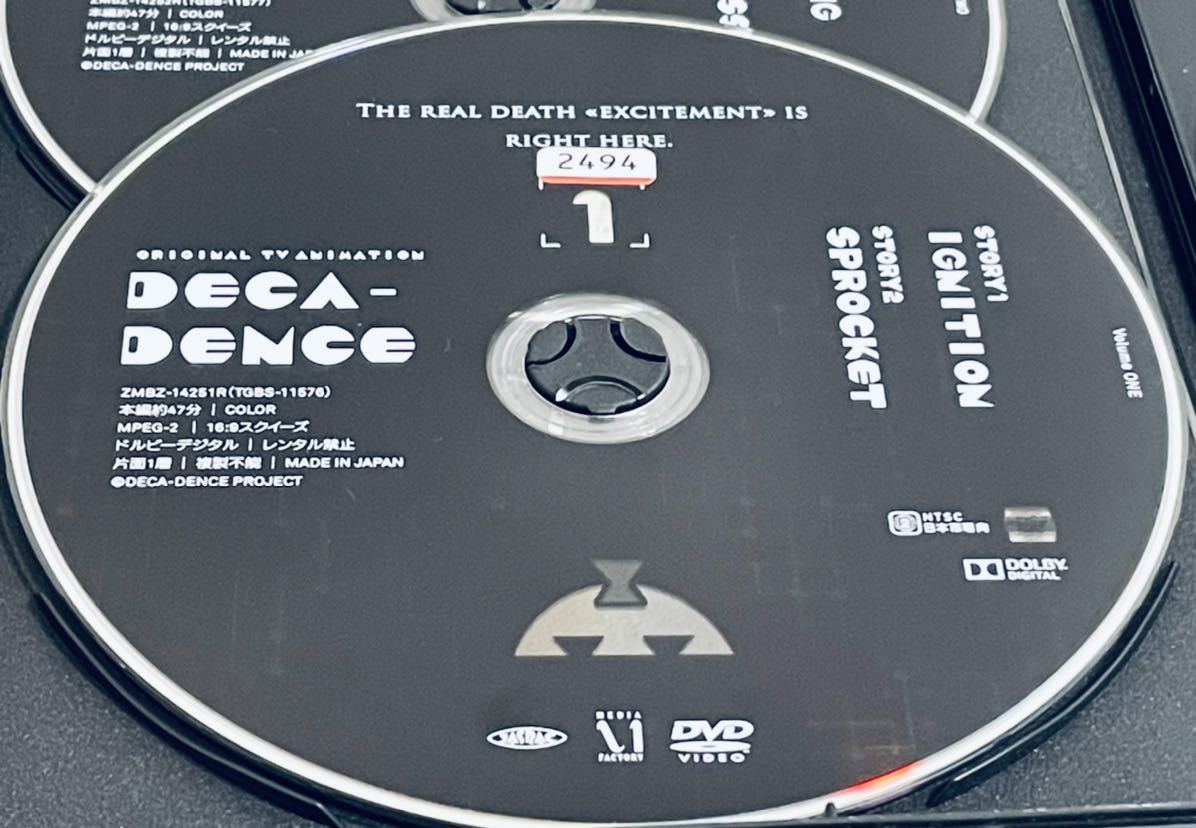 ZMBZ-14252R(TGBS-11577)
本編約47分 | COLOR
MPEG-2 | 16:9スクイーズ
ドルビーデジタル | レンタル禁止
片面1層 | 複製不能 | MADE IN JAP
©DECA-DENCE PROJECT
THE REAL DEATH «EXCITEMENT» IS
RIGHT HERE.
2494
1
ORIGINAL TV ANIMATION
DECA-
DENCE
ZMBZ-14251R(TGBS-11576)
本編約47分 | COLOR
MPEG-2 | 16:9スクイーズ
ドルビーデジタル | レンタル禁止
片面1層 | 複製不能 | MADE IN JAPAN
©DECA-DENCE PROJECT
STORY1
IGNITION
STORY2
SPROCKET
Volume ONE
NTSC
日本市場向
DOLBY
DIGITAL
JASRAC
MEDIA
FACTORY
DVD
VIDEO